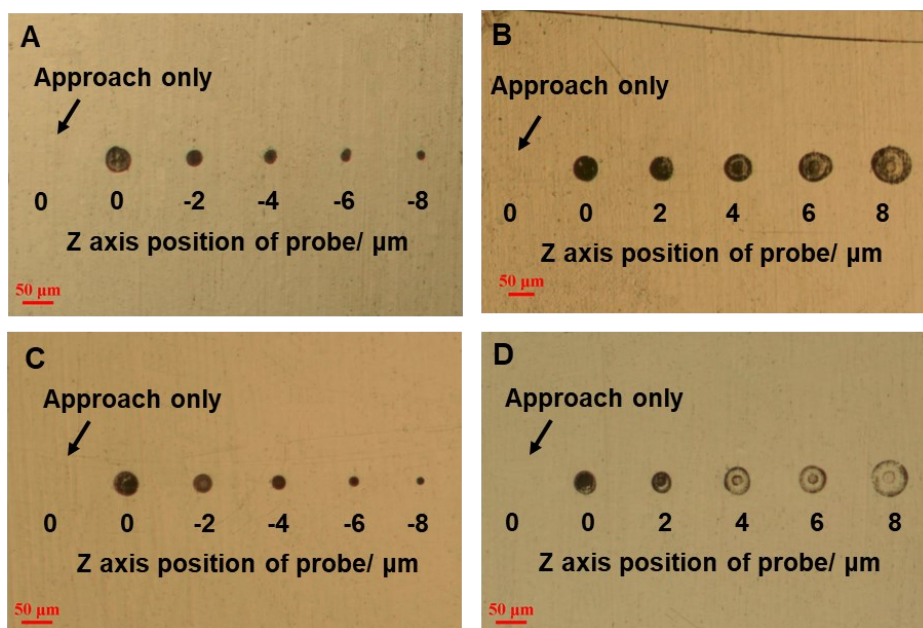 A
Approach only
0 0 -2 -4 -6 -8
Z axis position of probe/ µm
50 µm
B
Approach only
0 0 2 4 6 8
Z axis position of probe/ µm
50 µm
C
Approach only
0 0 -2 -4 -6 -8
Z axis position of probe/ µm
50 µm
D
Approach only
0 0 2 4 6 8
Z axis position of probe/ µm
50 µm